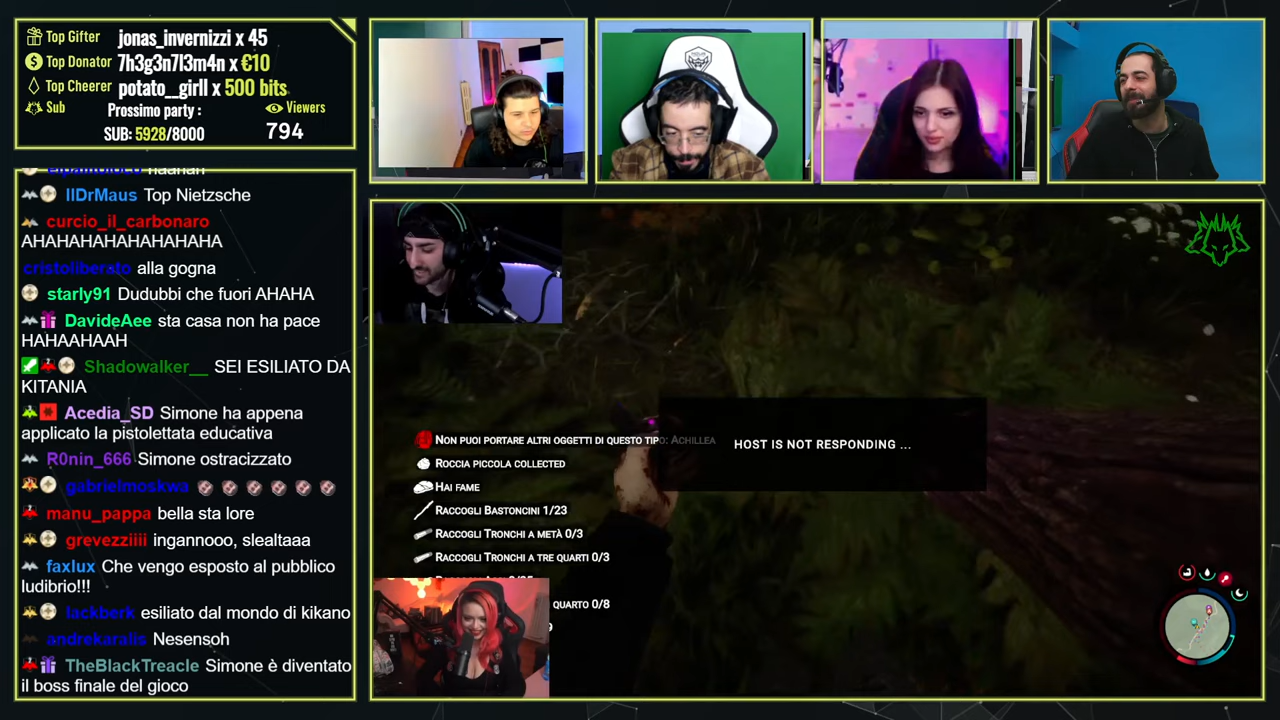 Top Gifter jonas_invernizzi x 45
Top Donator 7h3g3n7l3m4n x €10
Top Cheerer potato__girll x 500 bits
Sub Prossimo party : Viewers
SUB: 5928/8000 794
llDrMaus Top Nietzsche
curcio_il_carbonaro
AHAHAHAHAHAHAHAHA
cristoliberato alla gogna
starly91 Dudubbi che fuori AHAHA
DavideAee sta casa non ha pace
HAHAAHAAH
Shadowalker__ SEI ESILIATO DA
KITANIA
Acedia_SD Simone ha appena
applicato la pistolettata educativa
R0nin_666 Simone ostracizzato
gabrielmoskwa
manu_pappa bella sta lore
grevezziiii ingannooo, slealtaaa
faxlux Che vengo esposto al pubblico
ludibrio!!!
lackberk esiliato dal mondo di kikano
andrekaralis Nesensoh
TheBlackTreacle Simone è diventato
il boss finale del gioco
Non puoi portare altri oggetti di questo tipo: Achillea
HOST IS NOT RESPONDING ...
Roccia piccola collected
Hai fame
Raccogli Bastoncini 1/23
Raccogli Tronchi a metà 0/3
Raccogli Tronchi a tre quarti 0/3
quarto 0/8